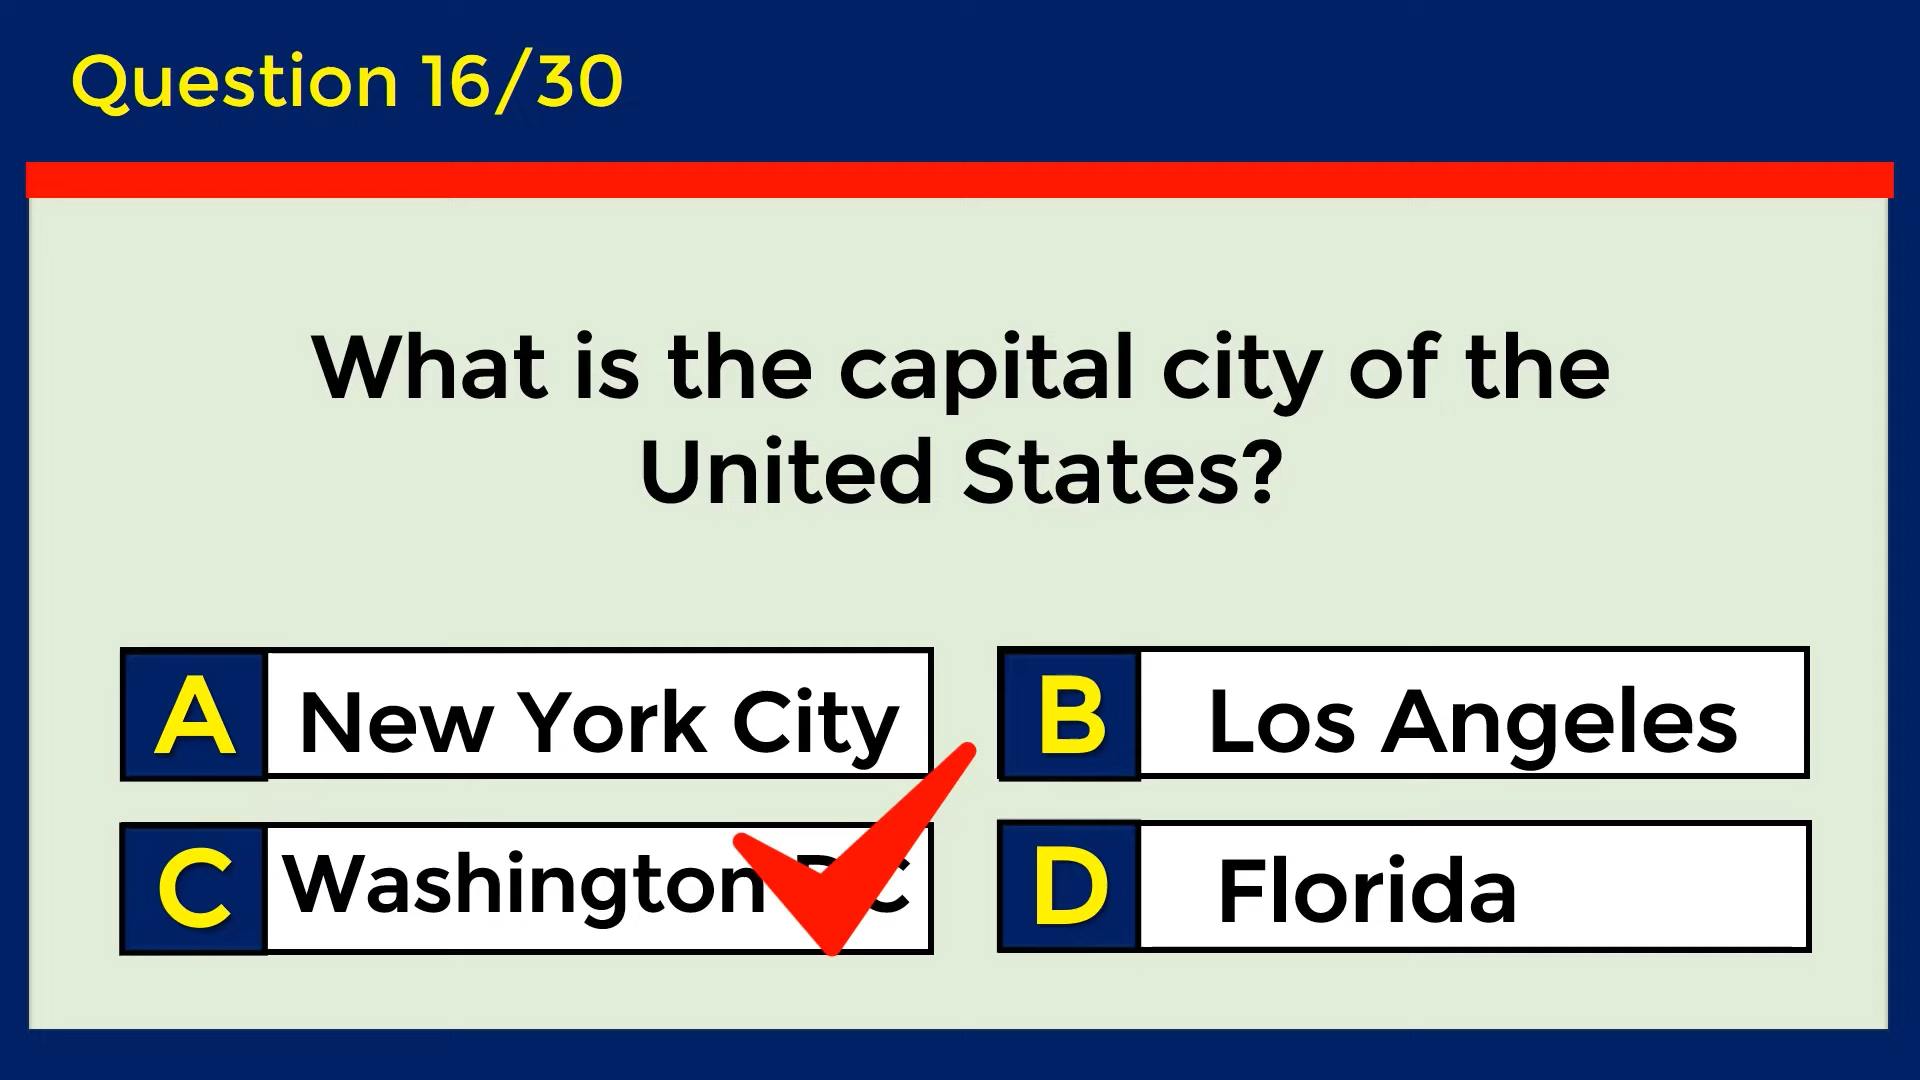 Question 16/30
What is the capital city of the
United States?
A New York City
B Los Angeles
C Washington DC
D Florida